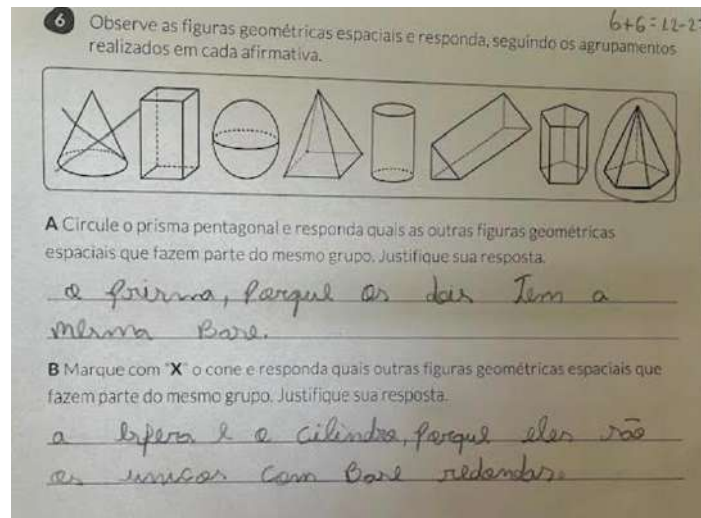 6 Observe as figuras geométricas espaciais e responda, seguindo os agrupamentos
realizados em cada afirmativa.
6+6=12-2
A Circule o prisma pentagonal e responda quais as outras figuras geométricas
espaciais que fazem parte do mesmo grupo. Justifique sua resposta.
o prirma, Parque os dois Tem a
mesma Base.
B Marque com "X" o cone e responda quais outras figuras geométricas espaciais que
fazem parte do mesmo grupo. Justifique sua resposta.
a esfera e o cilindro, porque eles são
os unicos com Base redondas.